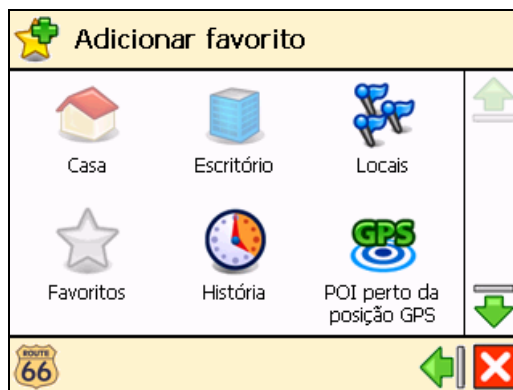 Adicionar favorito
Casa
Escritório
Locais
Favoritos
História
GPS
POI perto da
posição GPS
ROUTE
66